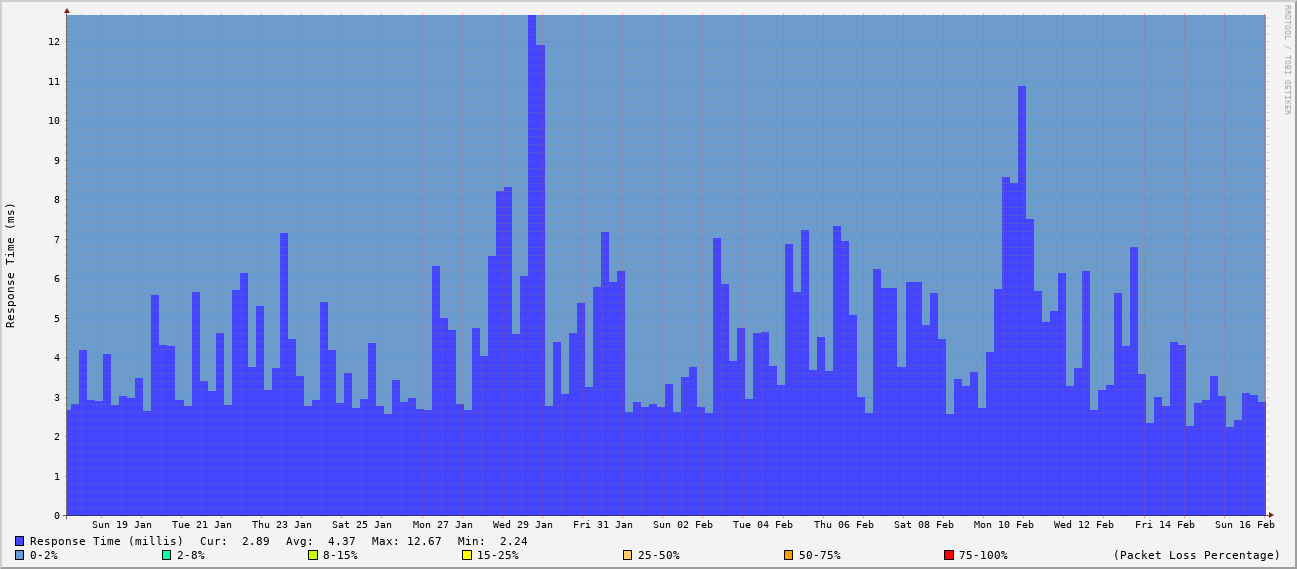 RRDTOOL / TOBI OETIKER
Response Time (ms)
12
11
10
9
8
7
6
5
4
3
2
1
0
Sun 19 Jan Tue 21 Jan Thu 23 Jan Sat 25 Jan Mon 27 Jan Wed 29 Jan Fri 31 Jan Sun 02 Feb Tue 04 Feb Thu 06 Feb Sat 08 Feb Mon 10 Feb Wed 12 Feb Fri 14 Feb Sun 16 Feb
Response Time (millis) Cur: 2.89 Avg: 4.37 Max: 12.67 Min: 2.24
0-2% 2-8% 8-15% 15-25% 25-50% 50-75% 75-100% (Packet Loss Percentage)